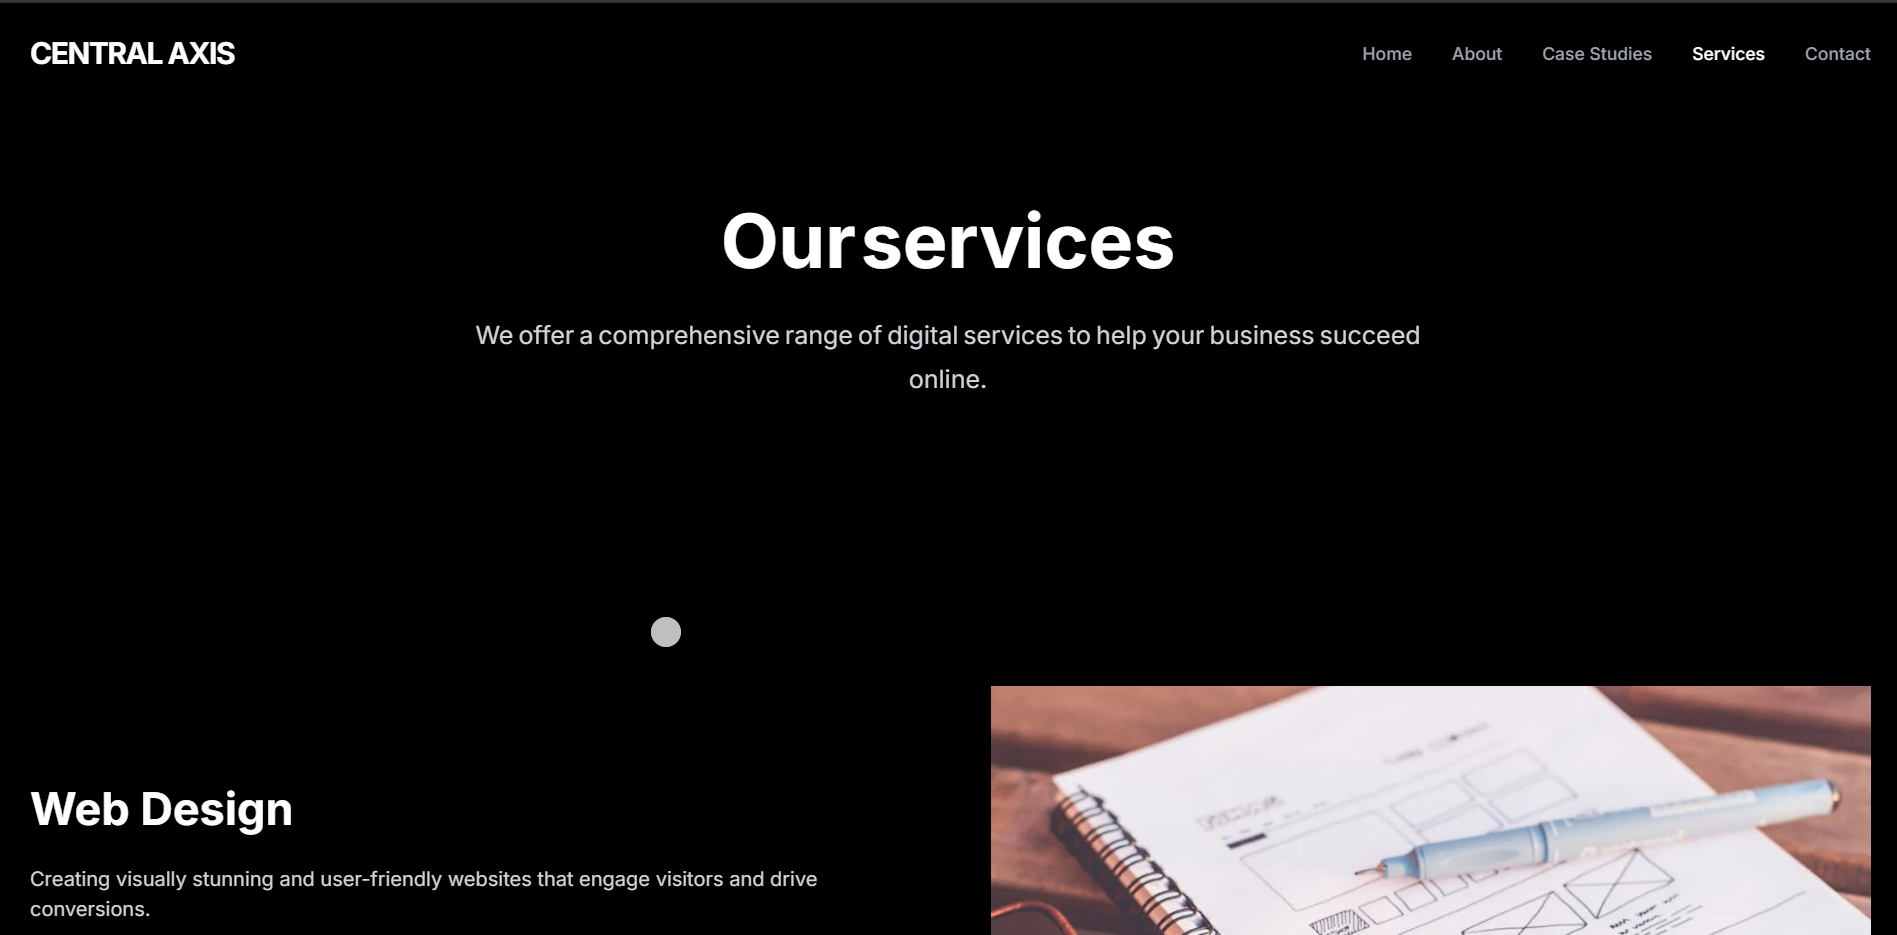 CENTRAL AXIS
Home About Case Studies Services Contact
Our services
We offer a comprehensive range of digital services to help your business succeed
online.
Web Design
Creating visually stunning and user-friendly websites that engage visitors and drive
conversions.